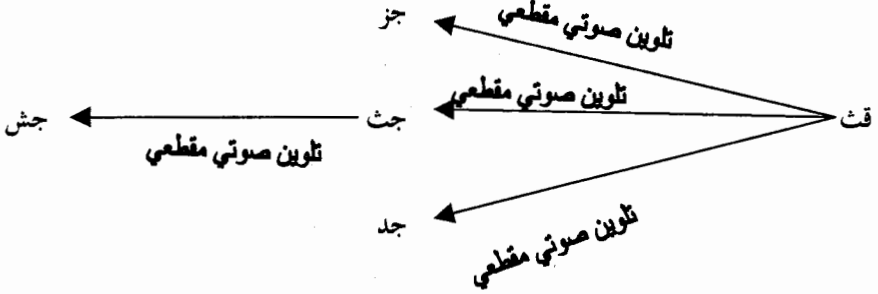 جز
تلوين صوتي مقطعي
قث
تلوين صوتي مقطعي
جث
تلوين صوتي مقطعي
جش
تلوين صوتي مقطعي
جد